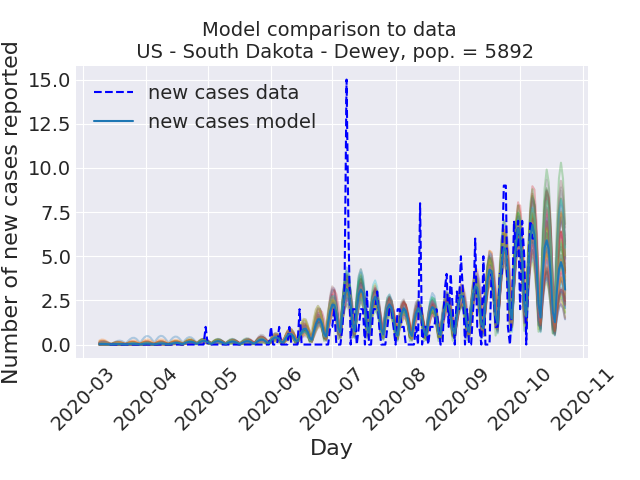 Model comparison to data
US - South Dakota - Dewey, pop. = 5892
Number of new cases reported
15.0
12.5
10.0
7.5
5.0
2.5
0.0
new cases data
new cases model
2020-03
2020-04
2020-05
2020-06
2020-07
2020-08
2020-09
2020-10
2020-11
Day